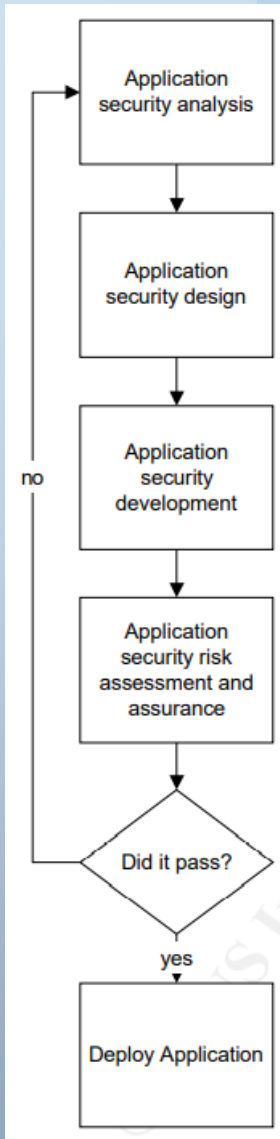 Application
security analysis
Application
security design
Application
security
development
Application
security risk
assessment and
assurance
no
Did it pass?
yes
Deploy Application